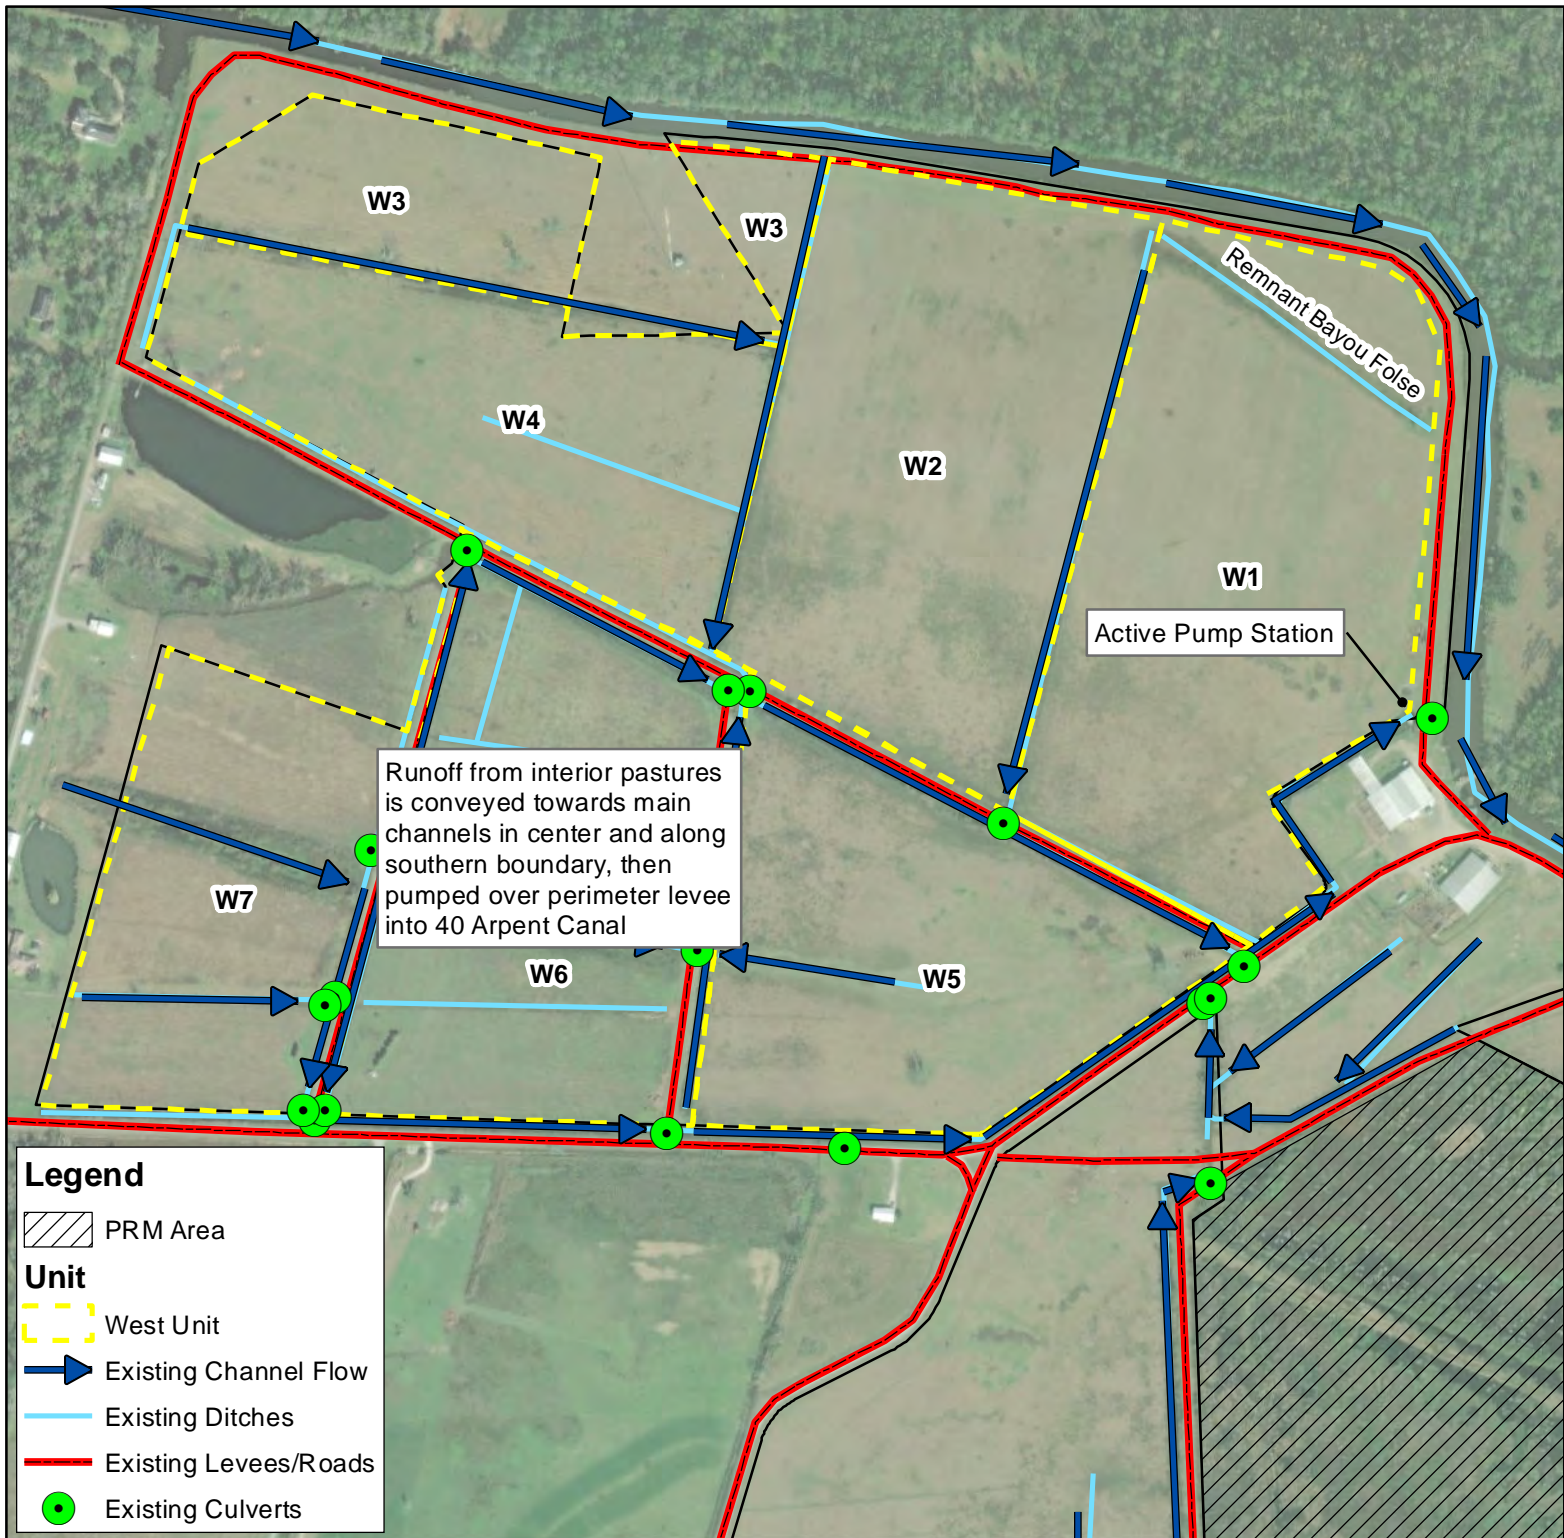 W3
W3
Remnant Bayou Folse
W4
W2
W1
Active Pump Station
Runoff from interior pastures
is conveyed towards main
channels in center and along
southern boundary, then
pumped over perimeter levee
into 40 Arpent Canal
W7
W6
W5
Legend
PRM Area
Unit
West Unit
Existing Channel Flow
Existing Ditches
Existing Levees/Roads
Existing Culverts